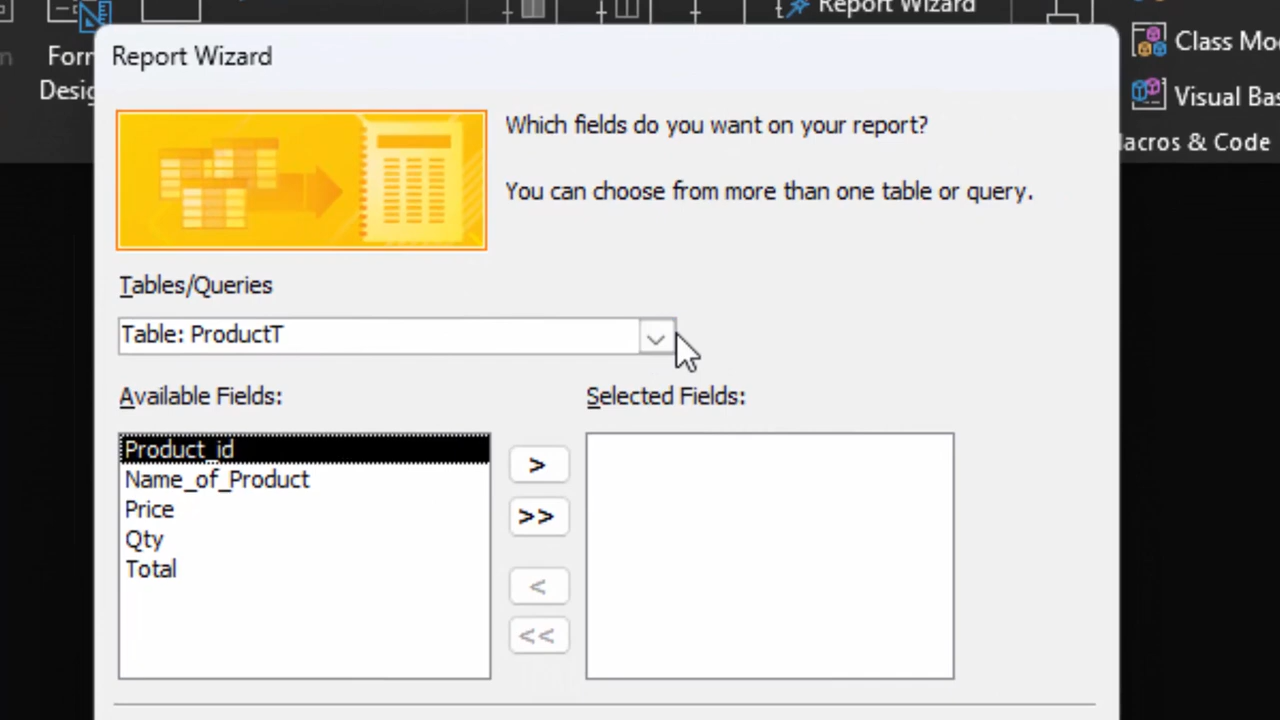 Report Wizard
Class Mo
Form
Desig
Visual Bas
acros & Code
Report Wizard
Which fields do you want on your report?
You can choose from more than one table or query.
Tables/Queries
Table: ProductT
Available Fields:
Selected Fields:
Product_id
Name_of_Product
Price
Qty
Total
>
>>
<
<<